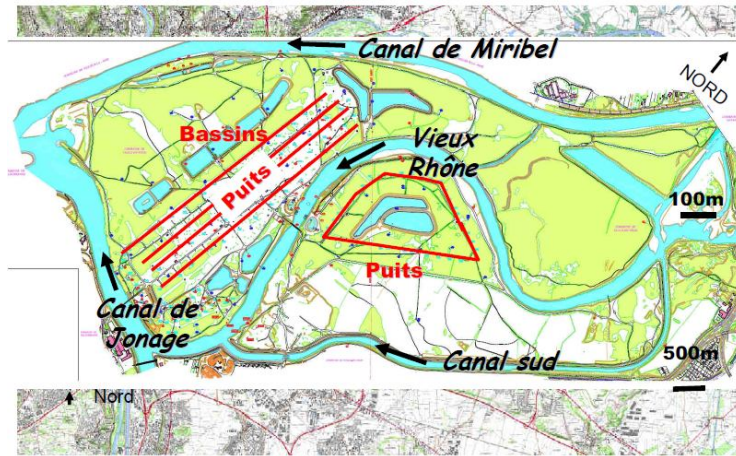 Canal de Miribel
NORD
Bassins
Vieux
Rhône
Puits
100m
Puits
Canal de
Jonage
Canal sud
500m
Nord